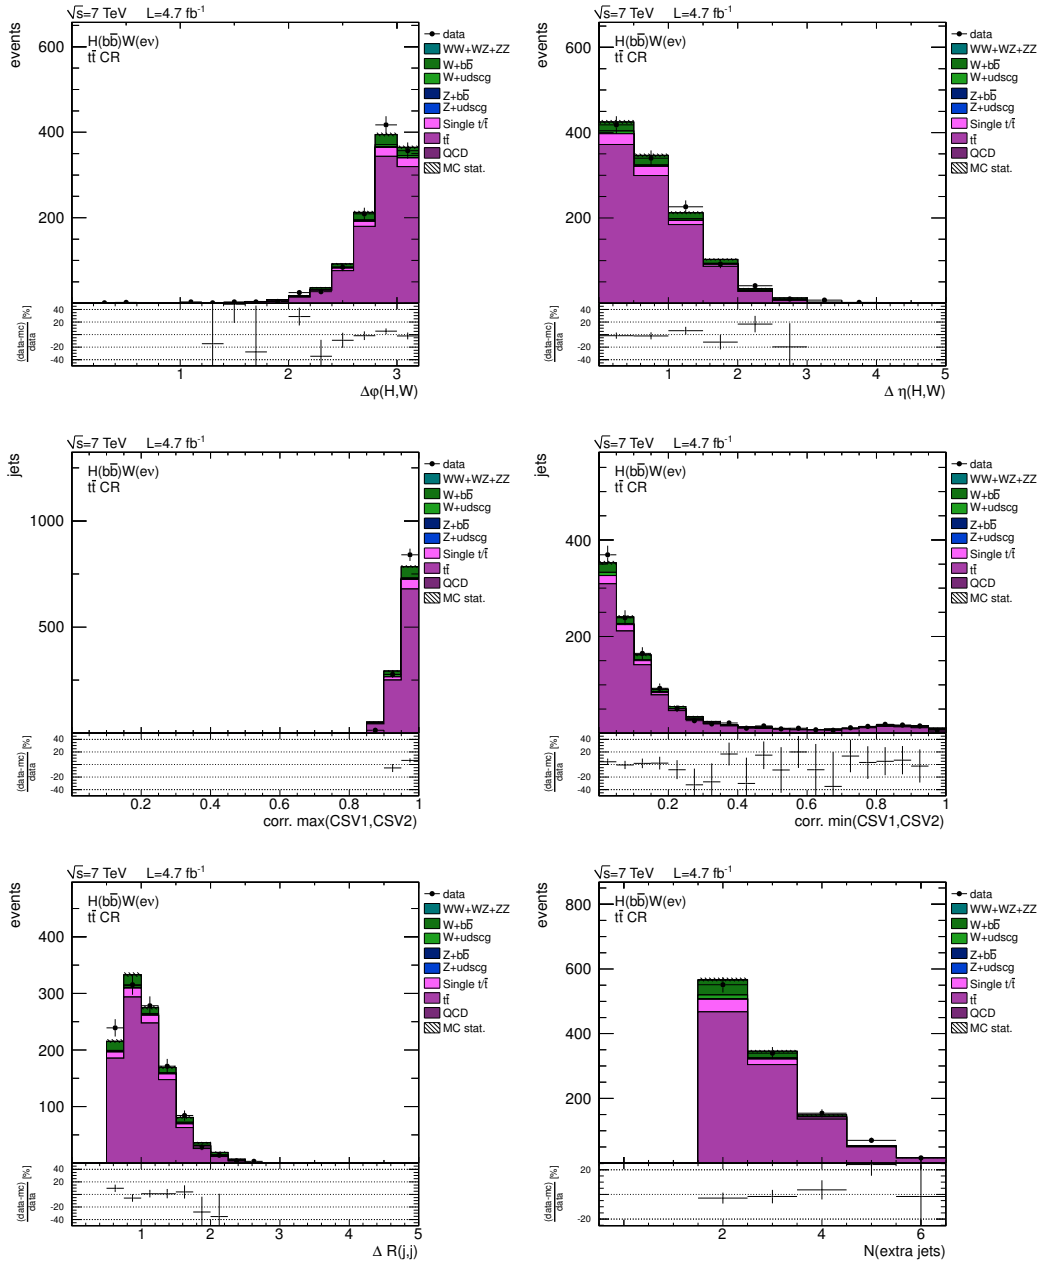 √s=7 TeV L=4.7 fb⁻¹
events
H(bb̅)W(eν)
tt̅ CR
data
WW+WZ+ZZ
W+bb̅
W+udscg
Z+bb̅
Z+udscg
Single t/t̅
tt̅
QCD
MC stat.
600
400
200
(data-mc)/data [%]
40
20
0
-20
-40
1 2 3
Δφ(H,W)
√s=7 TeV L=4.7 fb⁻¹
events
H(bb̅)W(eν)
tt̅ CR
data
WW+WZ+ZZ
W+bb̅
W+udscg
Z+bb̅
Z+udscg
Single t/t̅
tt̅
QCD
MC stat.
600
400
200
(data-mc)/data [%]
40
20
0
-20
-40
1 2 3 4 5
Δ η(H,W)
√s=7 TeV L=4.7 fb⁻¹
jets
H(bb̅)W(eν)
tt̅ CR
data
WW+WZ+ZZ
W+bb̅
W+udscg
Z+bb̅
Z+udscg
Single t/t̅
tt̅
QCD
MC stat.
1000
500
(data-mc)/data [%]
40
20
0
-20
-40
0.2 0.4 0.6 0.8 1
corr. max(CSV1,CSV2)
√s=7 TeV L=4.7 fb⁻¹
jets
H(bb̅)W(eν)
tt̅ CR
data
WW+WZ+ZZ
W+bb̅
W+udscg
Z+bb̅
Z+udscg
Single t/t̅
tt̅
QCD
MC stat.
400
200
(data-mc)/data [%]
40
20
0
-20
-40
0.2 0.4 0.6 0.8 1
corr. min(CSV1,CSV2)
√s=7 TeV L=4.7 fb⁻¹
events
H(bb̅)W(eν)
tt̅ CR
data
WW+WZ+ZZ
W+bb̅
W+udscg
Z+bb̅
Z+udscg
Single t/t̅
tt̅
QCD
MC stat.
400
300
200
100
(data-mc)/data [%]
40
20
0
-20
-40
1 2 3 4 5
Δ R(j,j)
√s=7 TeV L=4.7 fb⁻¹
events
H(bb̅)W(eν)
tt̅ CR
data
WW+WZ+ZZ
W+bb̅
W+udscg
Z+bb̅
Z+udscg
Single t/t̅
tt̅
QCD
MC stat.
800
600
400
200
(data-mc)/data [%]
20
0
-20
2 4 6
N(extra jets)